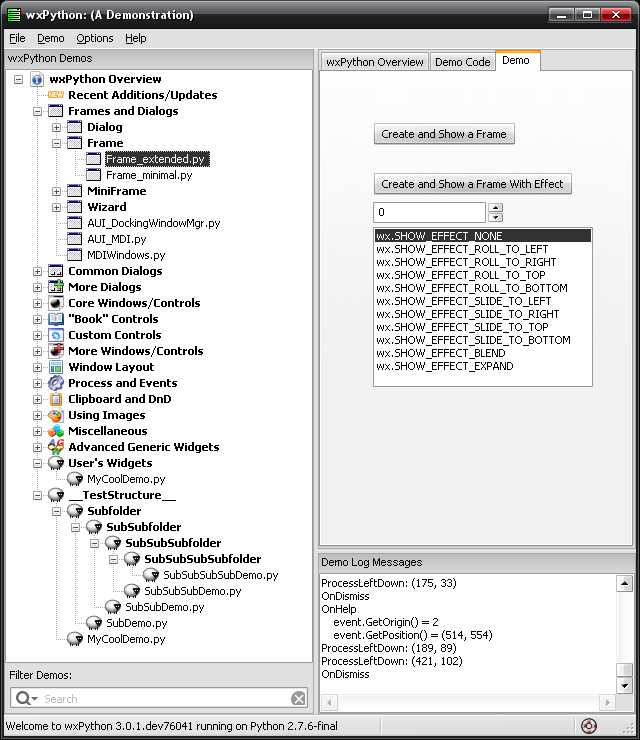 wxPython: (A Demonstration)
File Demo Options Help
wxPython Demos
wxPython Overview
NEW Recent Additions/Updates
Frames and Dialogs
Dialog
Frame
Frame_extended.py
Frame_minimal.py
MiniFrame
Wizard
AUI_DockingWindowMgr.py
AUI_MDI.py
MDIWindows.py
Common Dialogs
More Dialogs
Core Windows/Controls
"Book" Controls
Custom Controls
More Windows/Controls
Window Layout
Process and Events
Clipboard and DnD
Using Images
Miscellaneous
Advanced Generic Widgets
User's Widgets
MyCoolDemo.py
__TestStructure__
Subfolder
SubSubfolder
SubSubSubfolder
SubSubSubSubfolder
SubSubSubSubDemo.py
SubSubSubDemo.py
SubSubDemo.py
SubDemo.py
MyCoolDemo.py
Filter Demos:
Search
wxPython Overview Demo Code Demo
Create and Show a Frame
Create and Show a Frame With Effect
0
wx.SHOW_EFFECT_NONE
wx.SHOW_EFFECT_ROLL_TO_LEFT
wx.SHOW_EFFECT_ROLL_TO_RIGHT
wx.SHOW_EFFECT_ROLL_TO_TOP
wx.SHOW_EFFECT_ROLL_TO_BOTTOM
wx.SHOW_EFFECT_SLIDE_TO_LEFT
wx.SHOW_EFFECT_SLIDE_TO_RIGHT
wx.SHOW_EFFECT_SLIDE_TO_TOP
wx.SHOW_EFFECT_SLIDE_TO_BOTTOM
wx.SHOW_EFFECT_BLEND
wx.SHOW_EFFECT_EXPAND
Demo Log Messages
ProcessLeftDown: (175, 33)
OnDismiss
OnHelp
event.GetOrigin() = 2
event.GetPosition() = (514, 554)
ProcessLeftDown: (189, 89)
ProcessLeftDown: (421, 102)
OnDismiss
Welcome to wxPython 3.0.1.dev76041 running on Python 2.7.6-final